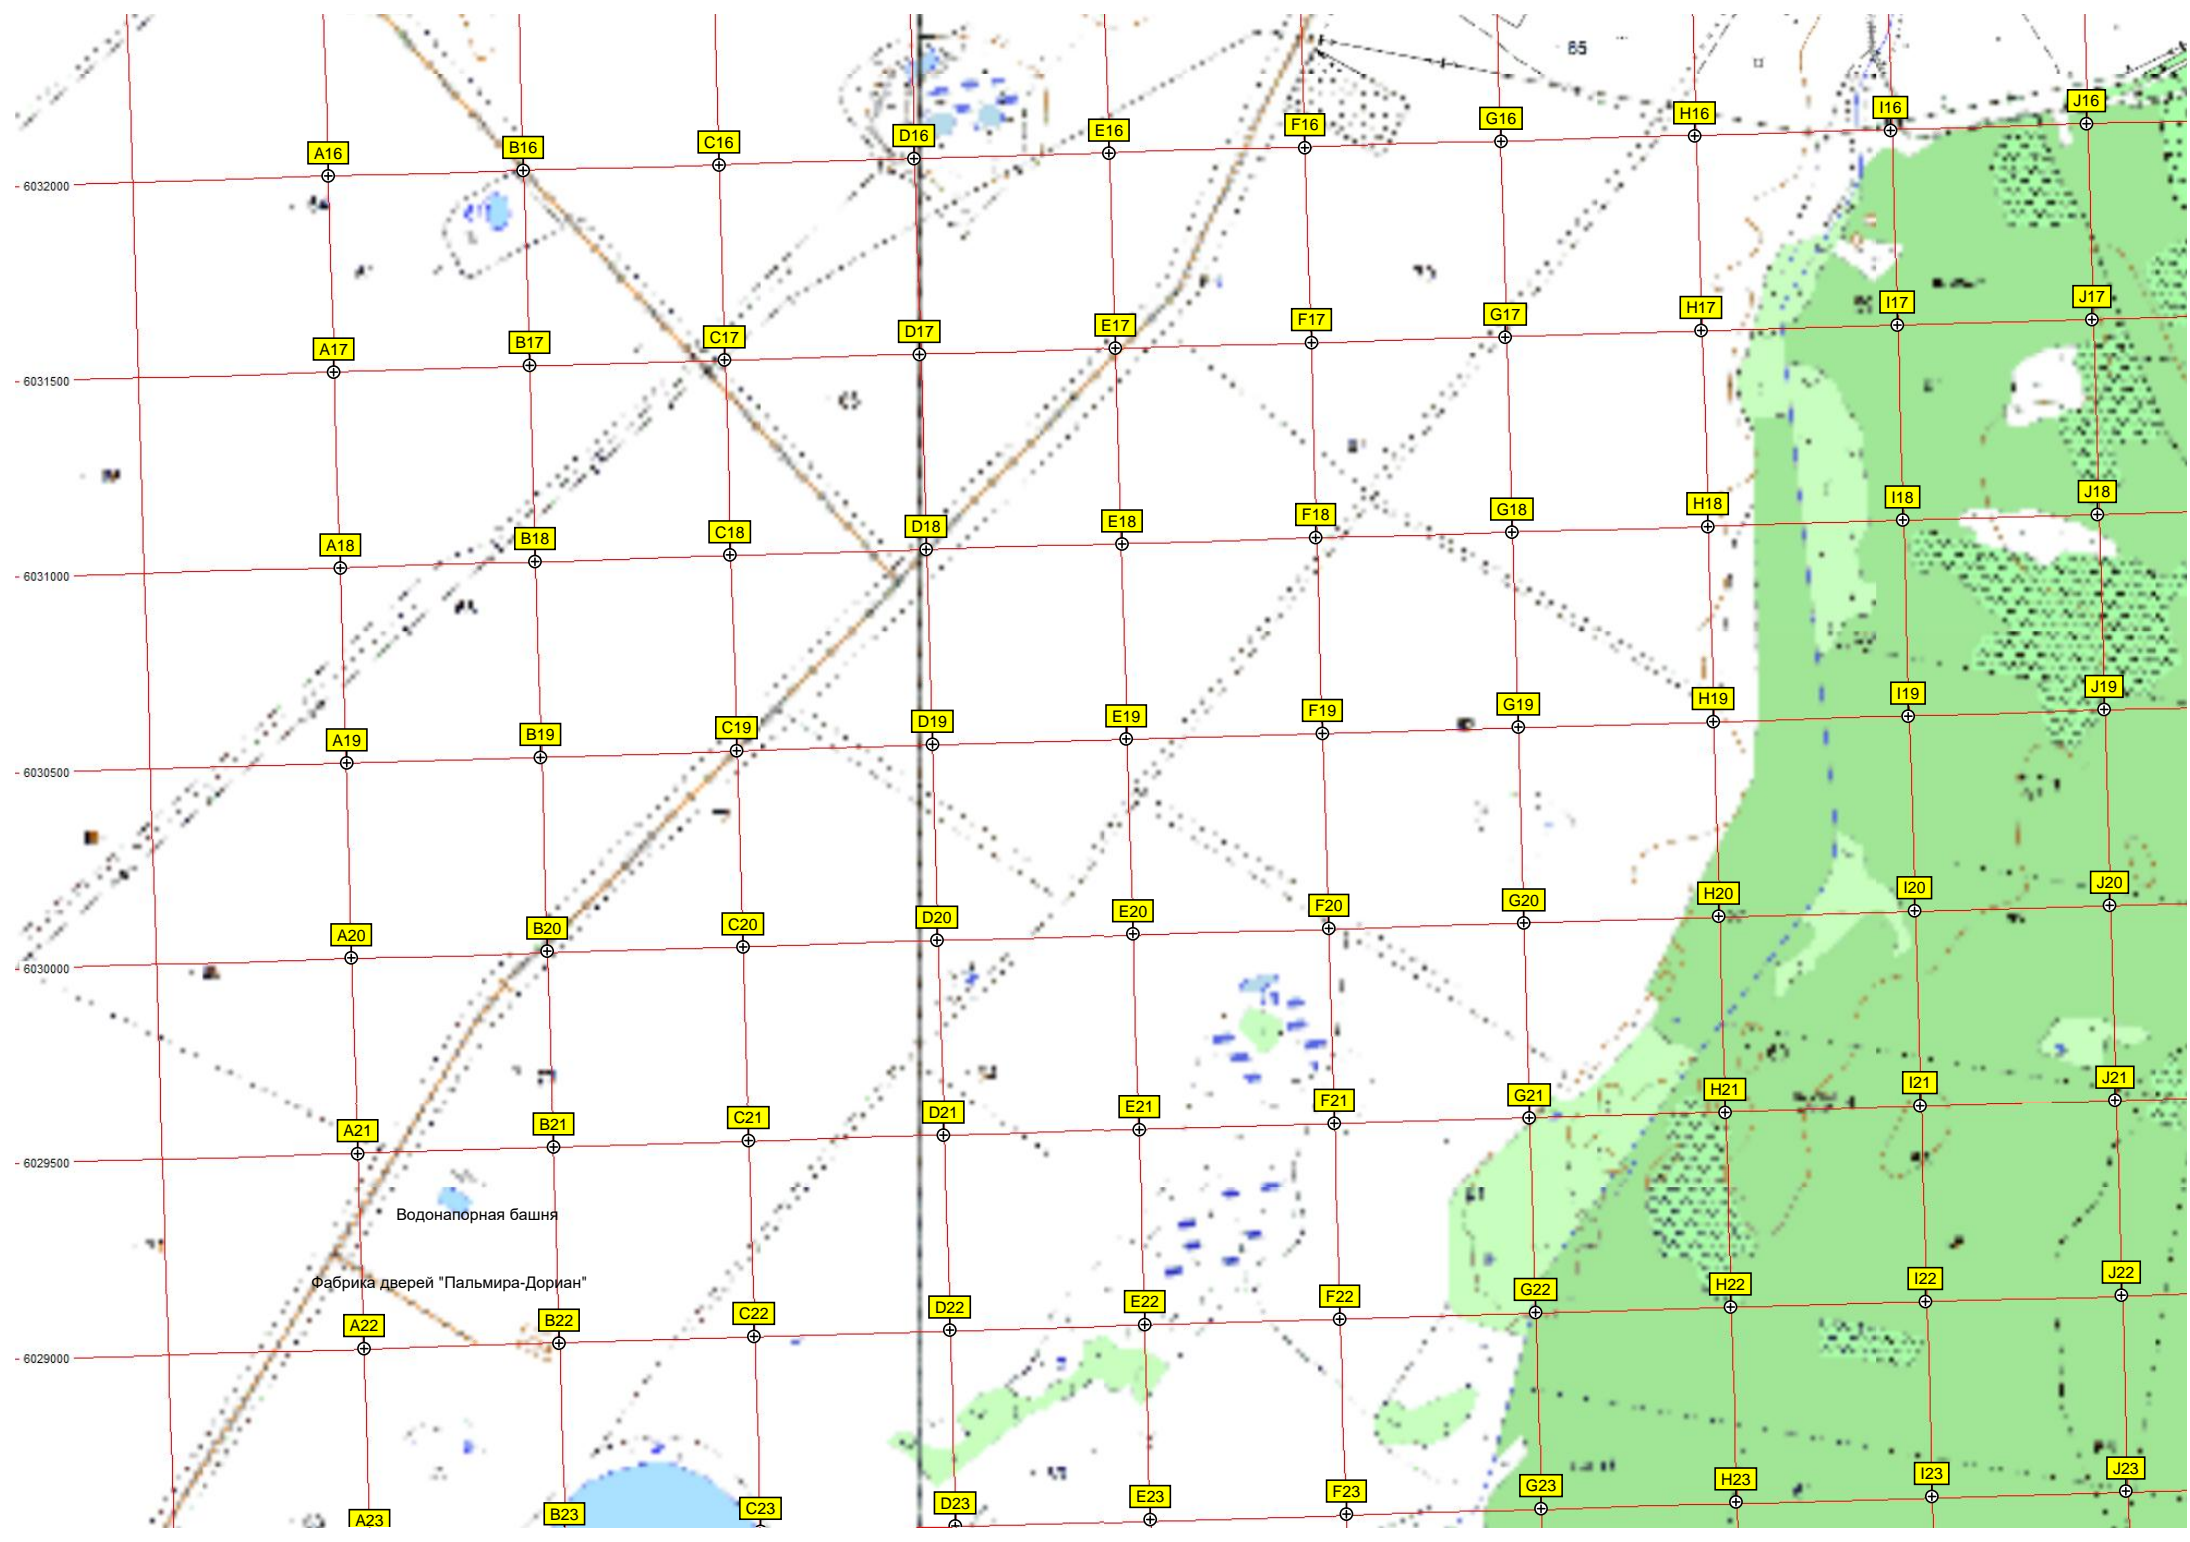 85
A16 B16 C16 D16 E16 F16 G16 H16 I16 J16
6032000
A17 B17 C17 D17 E17 F17 G17 H17 I17 J17
6031500
A18 B18 C18 D18 E18 F18 G18 H18 I18 J18
6031000
A19 B19 C19 D19 E19 F19 G19 H19 I19 J19
6030500
A20 B20 C20 D20 E20 F20 G20 H20 I20 J20
6030000
A21 B21 C21 D21 E21 F21 G21 H21 I21 J21
6029500
Водонапорная башня
Фабрика дверей "Пальмира-Дориан"
A22 B22 C22 D22 E22 F22 G22 H22 I22 J22
6029000
A23 B23 C23 D23 E23 F23 G23 H23 I23 J23